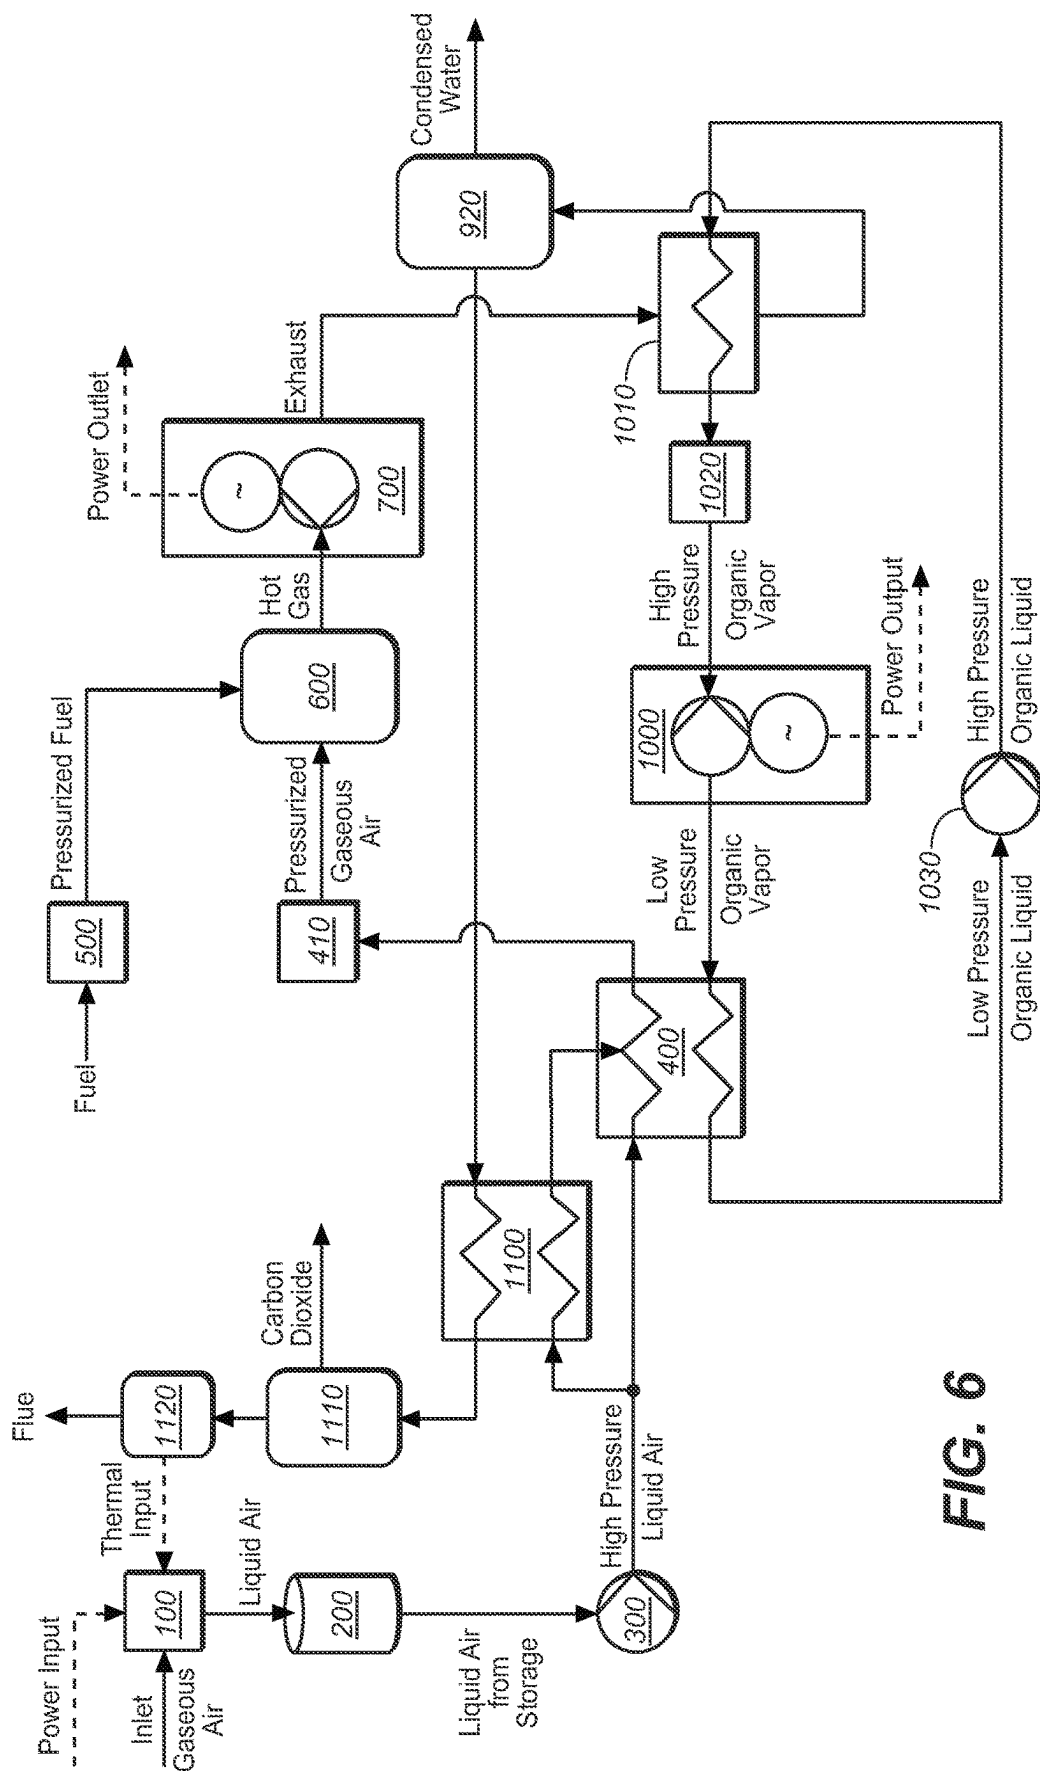 Power Input
Inlet
Gaseous
Air
100
Thermal
Input
1120
Flue
Liquid Air
200
Liquid Air
from
Storage
300
High Pressure
Liquid Air
1110
Carbon
Dioxide
1100
400
Fuel
500
Pressurized Fuel
410
Pressurized
Gaseous
Air
600
Hot
Gas
700
Power Outlet
Exhaust
920
Condensed
Water
1010
1020
High
Pressure
Organic
Vapor
1000
Power Output
Low
Pressure
Organic
Vapor
1030
Low Pressure
Organic Liquid
High Pressure
Organic Liquid
FIG. 6